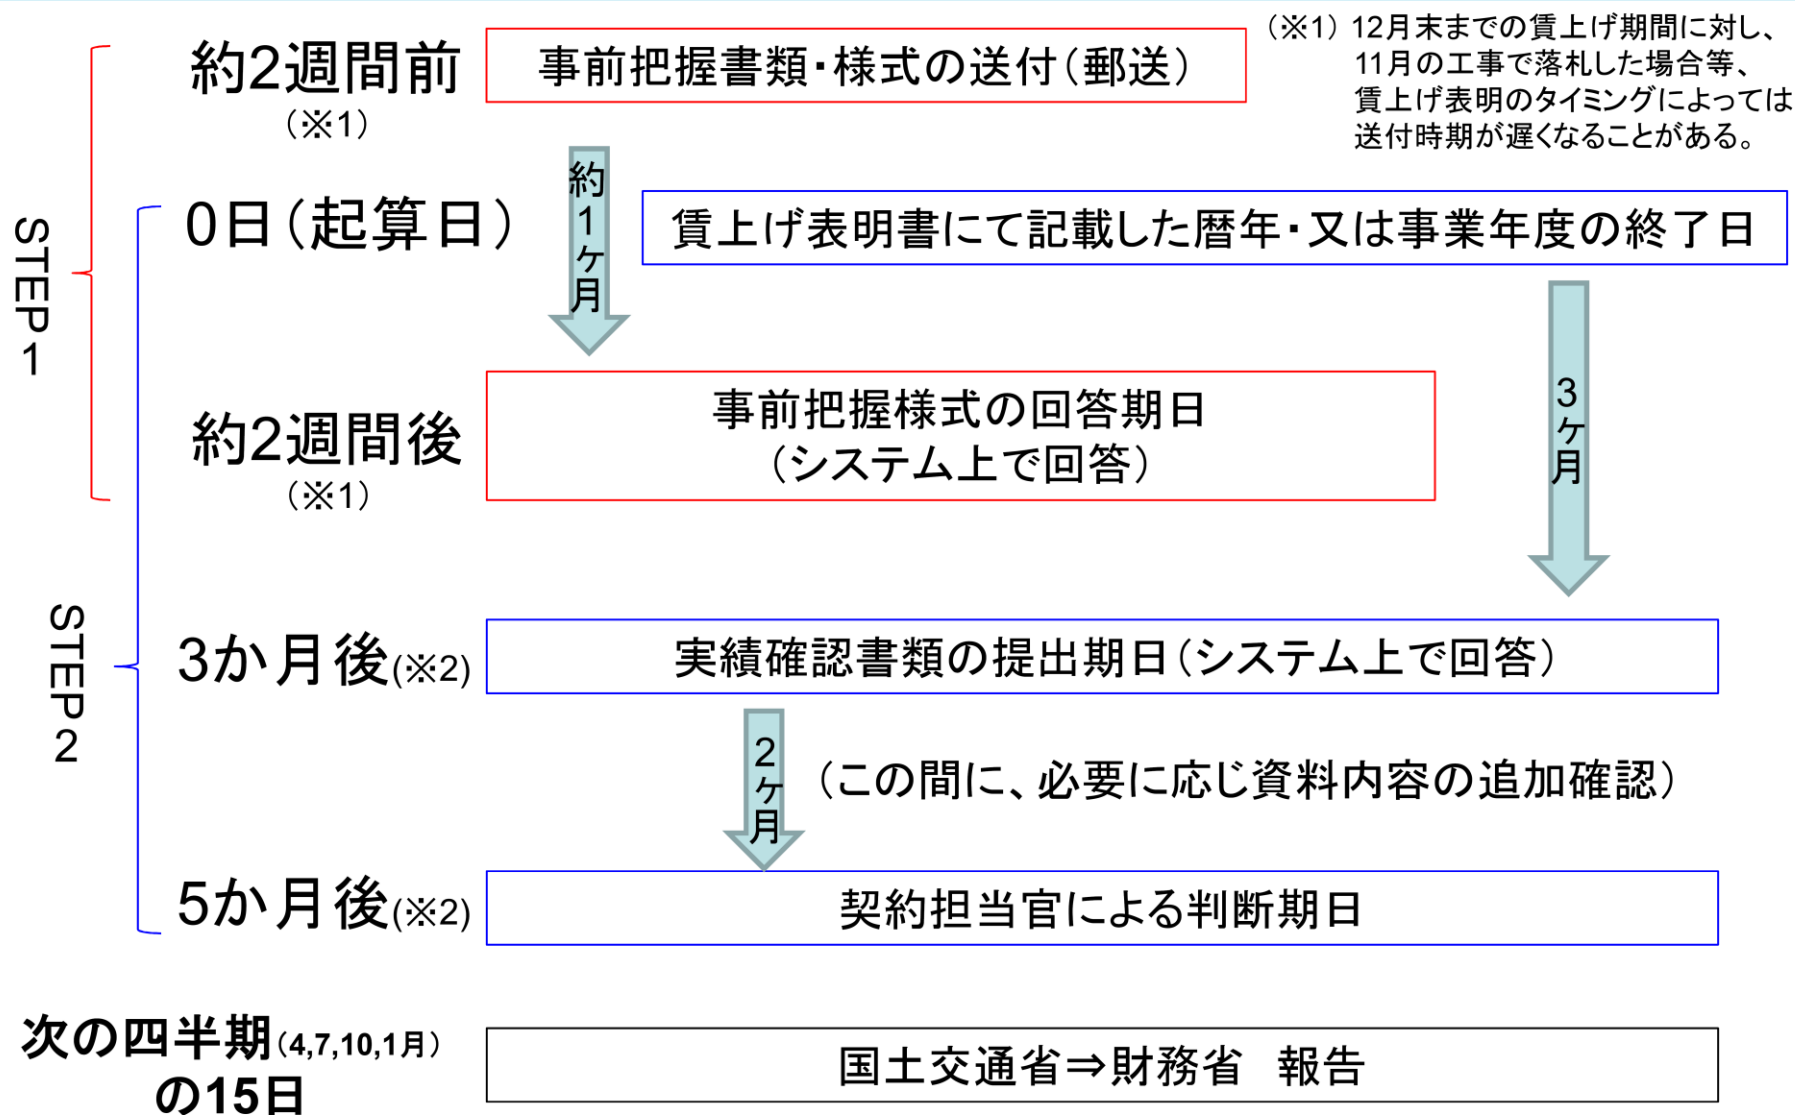 約2週間前
(※1)
事前把握書類・様式の送付(郵送)
(※1) 12月末までの賃上げ期間に対し、
11月の工事で落札した場合等、
賃上げ表明のタイミングによっては
送付時期が遅くなることがある。
STEP1
約1ヶ月
0日(起算日)
賃上げ表明書にて記載した暦年・又は事業年度の終了日
約2週間後
(※1)
事前把握様式の回答期日
(システム上で回答)
3ヶ月
STEP2
3か月後(※2)
実績確認書類の提出期日(システム上で回答)
2ヶ月
(この間に、必要に応じ資料内容の追加確認)
5か月後(※2)
契約担当官による判断期日
次の四半期(4,7,10,1月)
の15日
国土交通省⇒財務省 報告